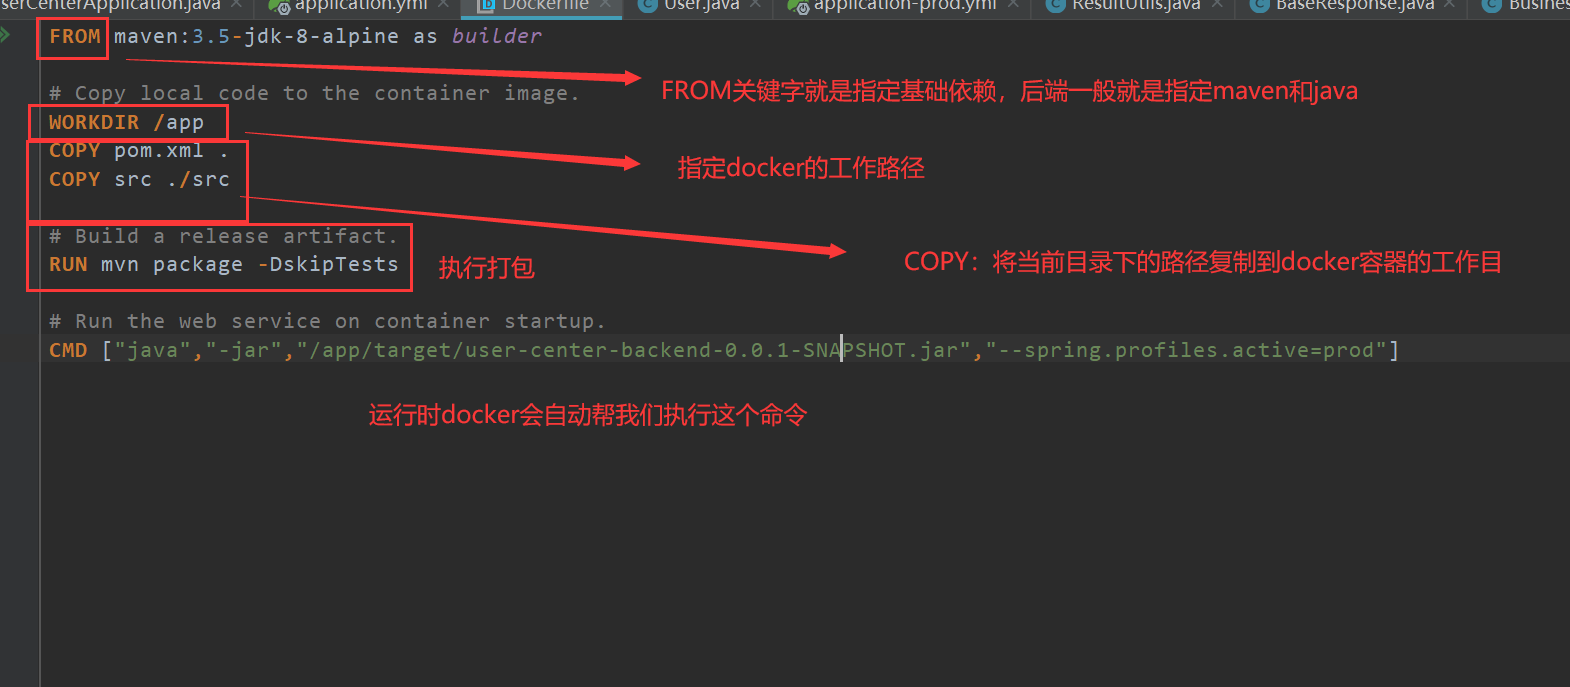 serCenterApplication.java application.yml Dockerfile User.java application-prod.yml ResultUtils.java BaseResponse.java Busines
FROM maven:3.5-jdk-8-alpine as builder
FROM关键字就是指定基础依赖，后端一般就是指定maven和java
# Copy local code to the container image.
WORKDIR /app
COPY pom.xml .
指定docker的工作路径
COPY src ./src
# Build a release artifact.
RUN mvn package -DskipTests
执行打包
COPY：将当前目录下的路径复制到docker容器的工作目
# Run the web service on container startup.
CMD ["java","-jar","/app/target/user-center-backend-0.0.1-SNAPSHOT.jar","--spring.profiles.active=prod"]
运行时docker会自动帮我们执行这个命令